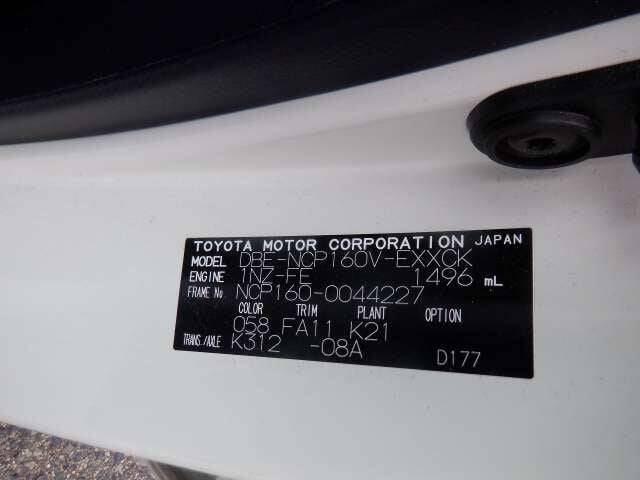 TOYOTA MOTOR CORPORATION JAPAN
MODEL DBE-NCP160V-EXXCK
ENGINE 1NZ-FE 1496 mL
FRAME No NCP160-0044227
COLOR TRIM PLANT OPTION
058 FA11 K21
TRANS./AXLE K312 -08A
D177